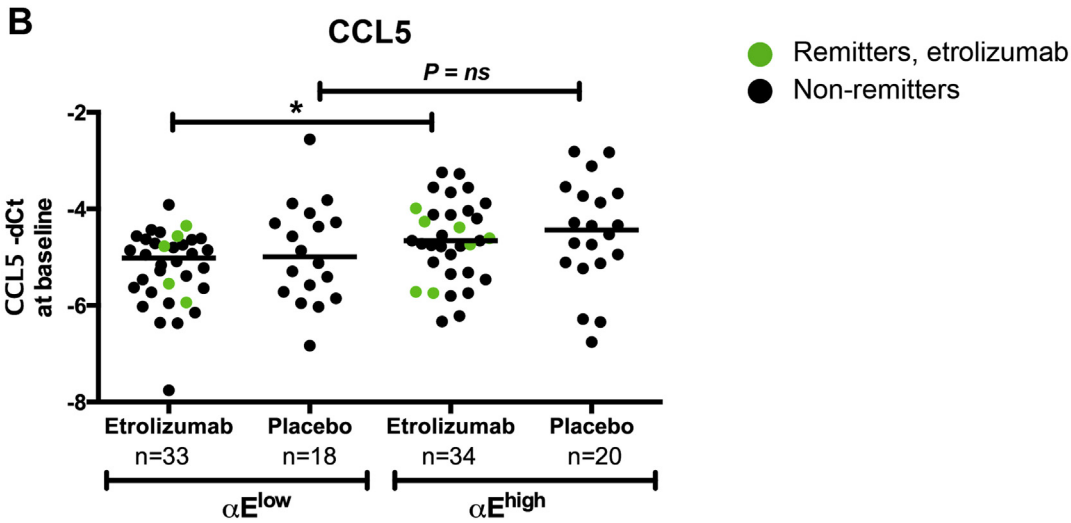 B
CCL5
Remitters, etrolizumab
Non-remitters
P = ns
*
-2
-4
-6
-8
CCL5 -dCt
at baseline
Etrolizumab Placebo Etrolizumab Placebo
n=33 n=18 n=34 n=20
αElow αEhigh